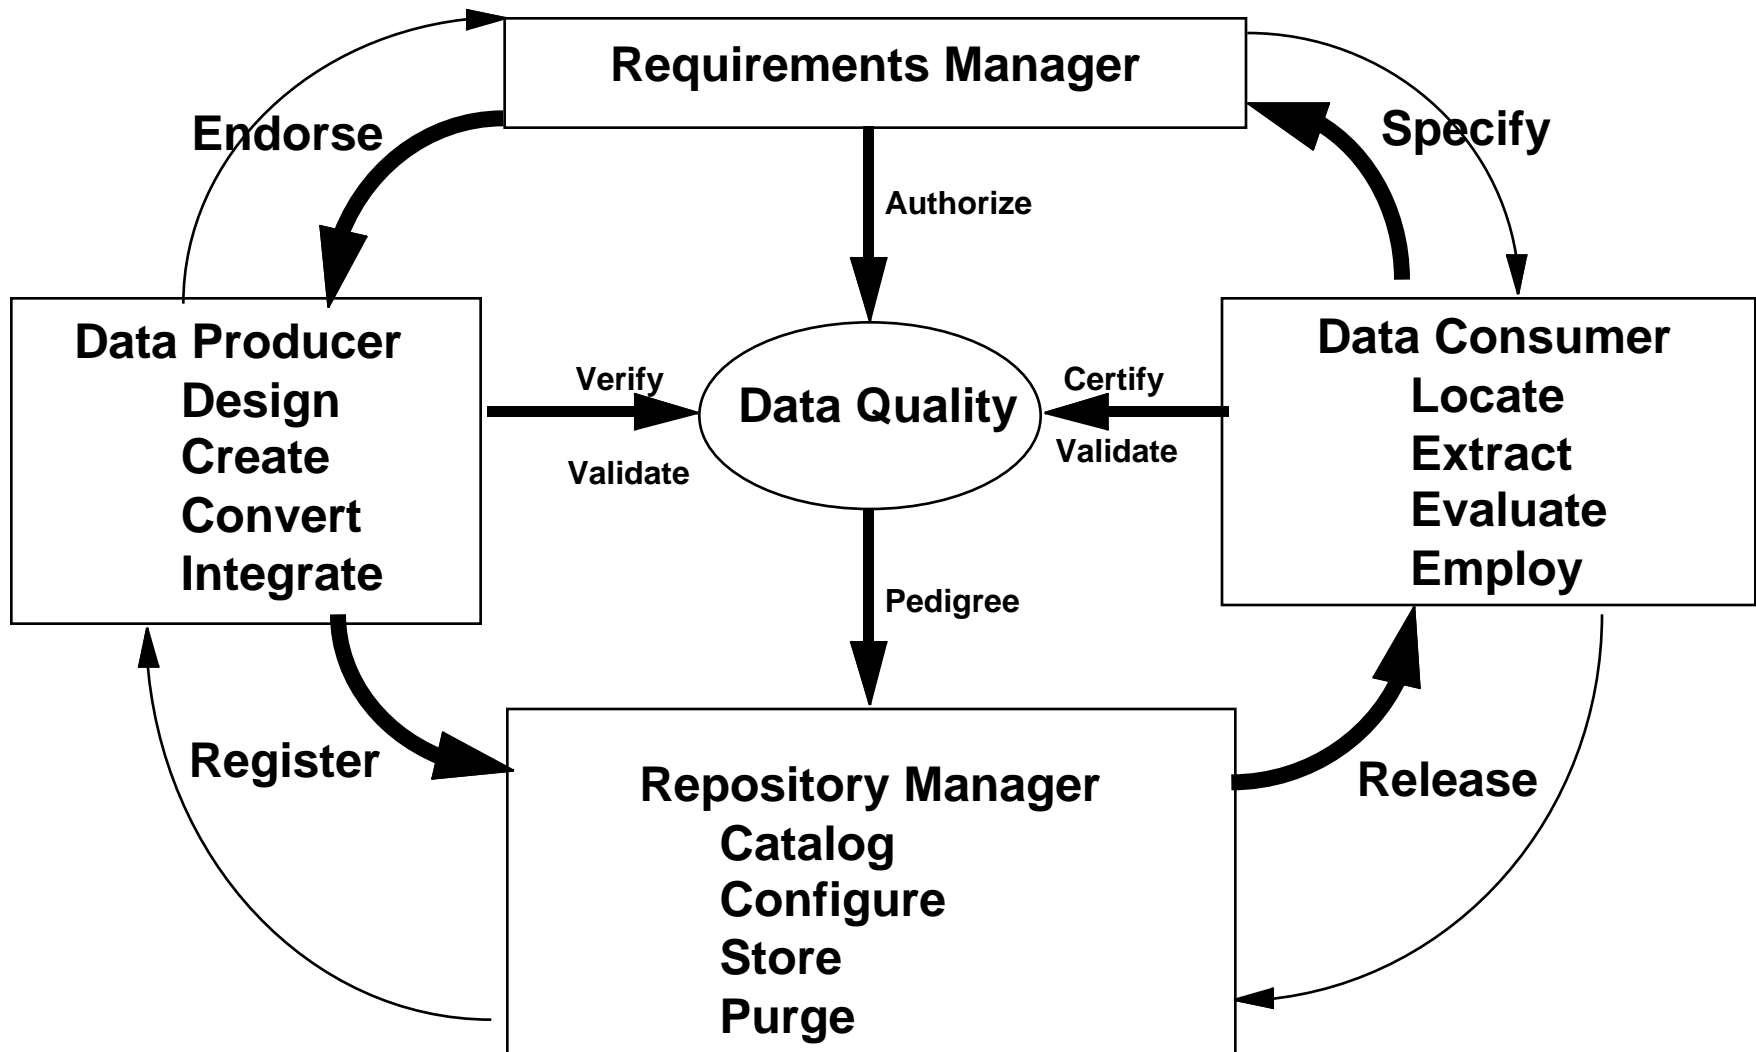 Requirements Manager
Endorse
Specify
Authorize
Data Producer
Design
Create
Convert
Integrate
Verify
Validate
Data Quality
Certify
Validate
Data Consumer
Locate
Extract
Evaluate
Employ
Pedigree
Register
Release
Repository Manager
Catalog
Configure
Store
Purge